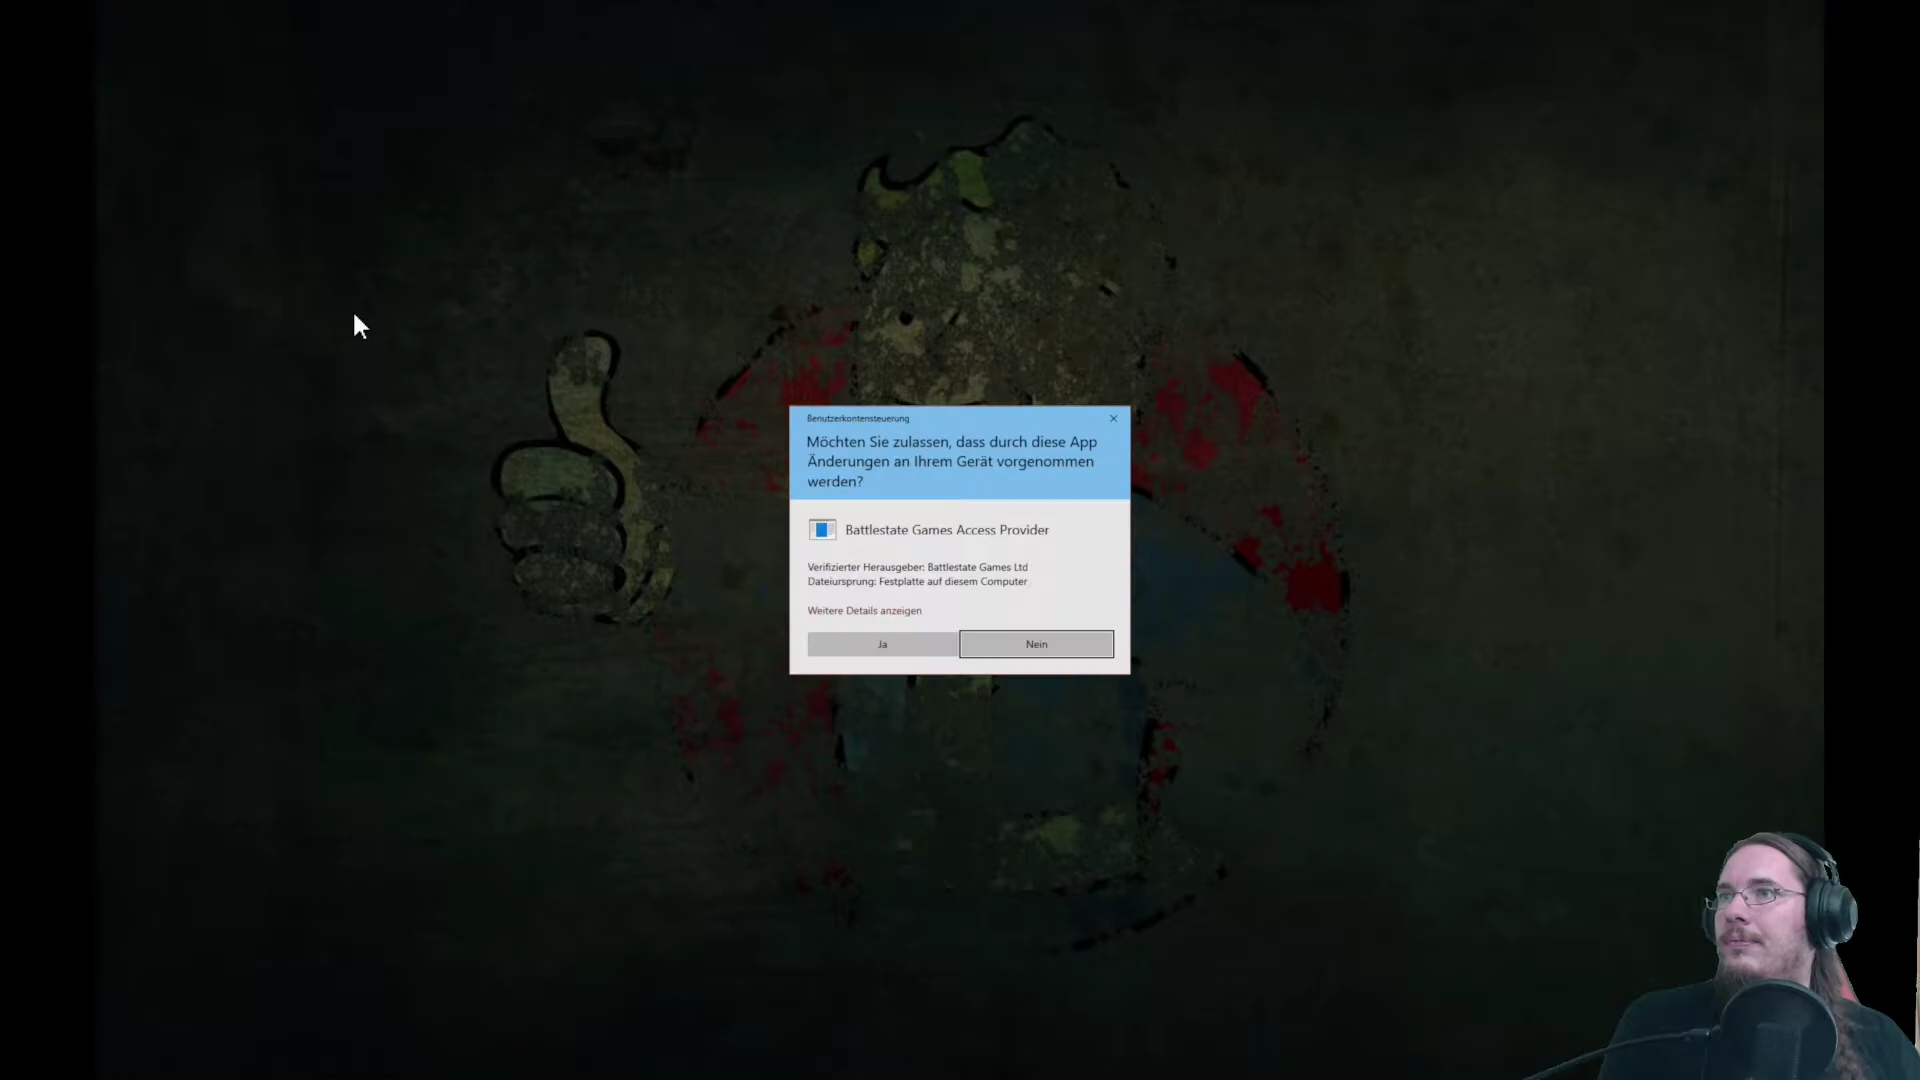 Benutzerkontensteuerung
Möchten Sie zulassen, dass durch diese App
Änderungen an Ihrem Gerät vorgenommen
werden?
Battlestate Games Access Provider
Verifizierter Herausgeber: Battlestate Games Ltd
Dateiursprung: Festplatte auf diesem Computer
Weitere Details anzeigen
Ja
Nein